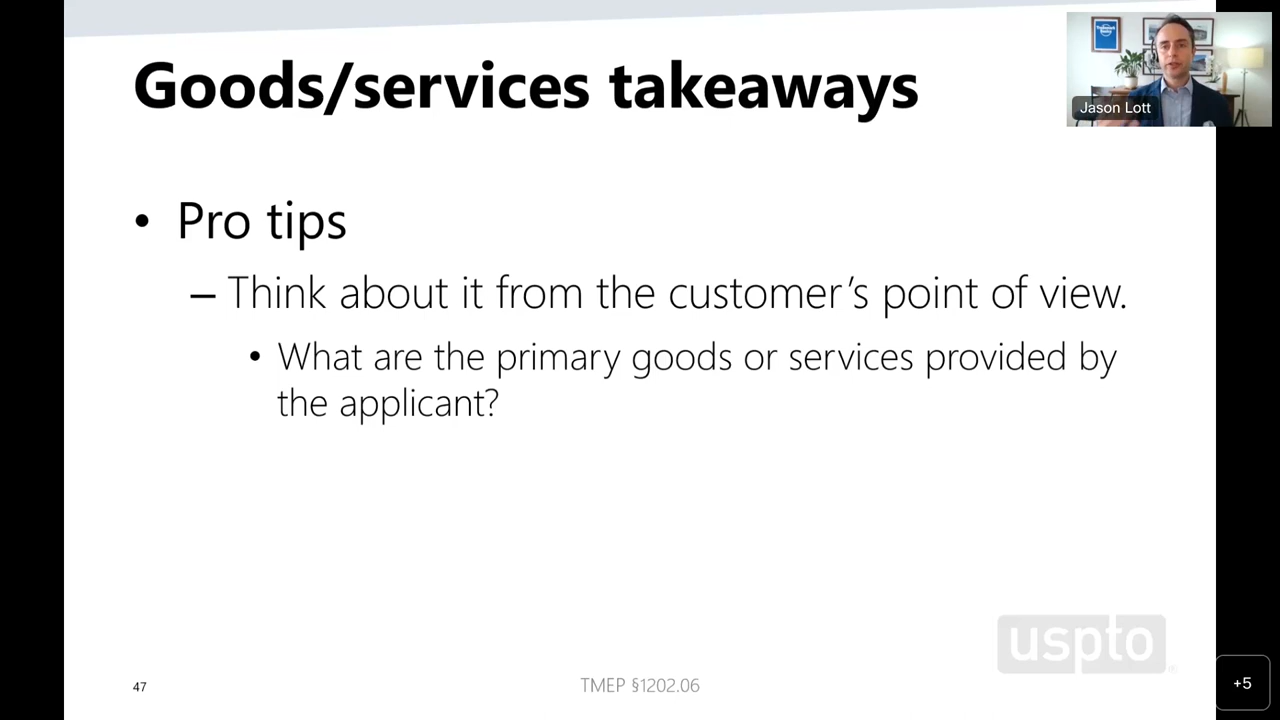 Goods/services takeaways
Jason Lott
• Pro tips
– Think about it from the customer's point of view.
• What are the primary goods or services provided by
the applicant?
uspto®
47
TMEP §1202.06
+5